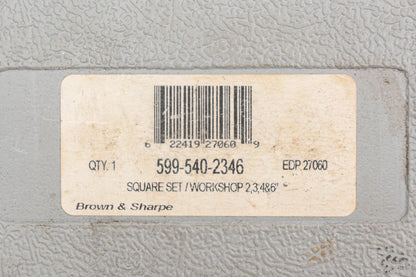 6 22419 27060 9
QTY. 1 599-540-2346 EDP 27060
SQUARE SET / WORKSHOP 2,3,4&6"
Brown & Sharpe